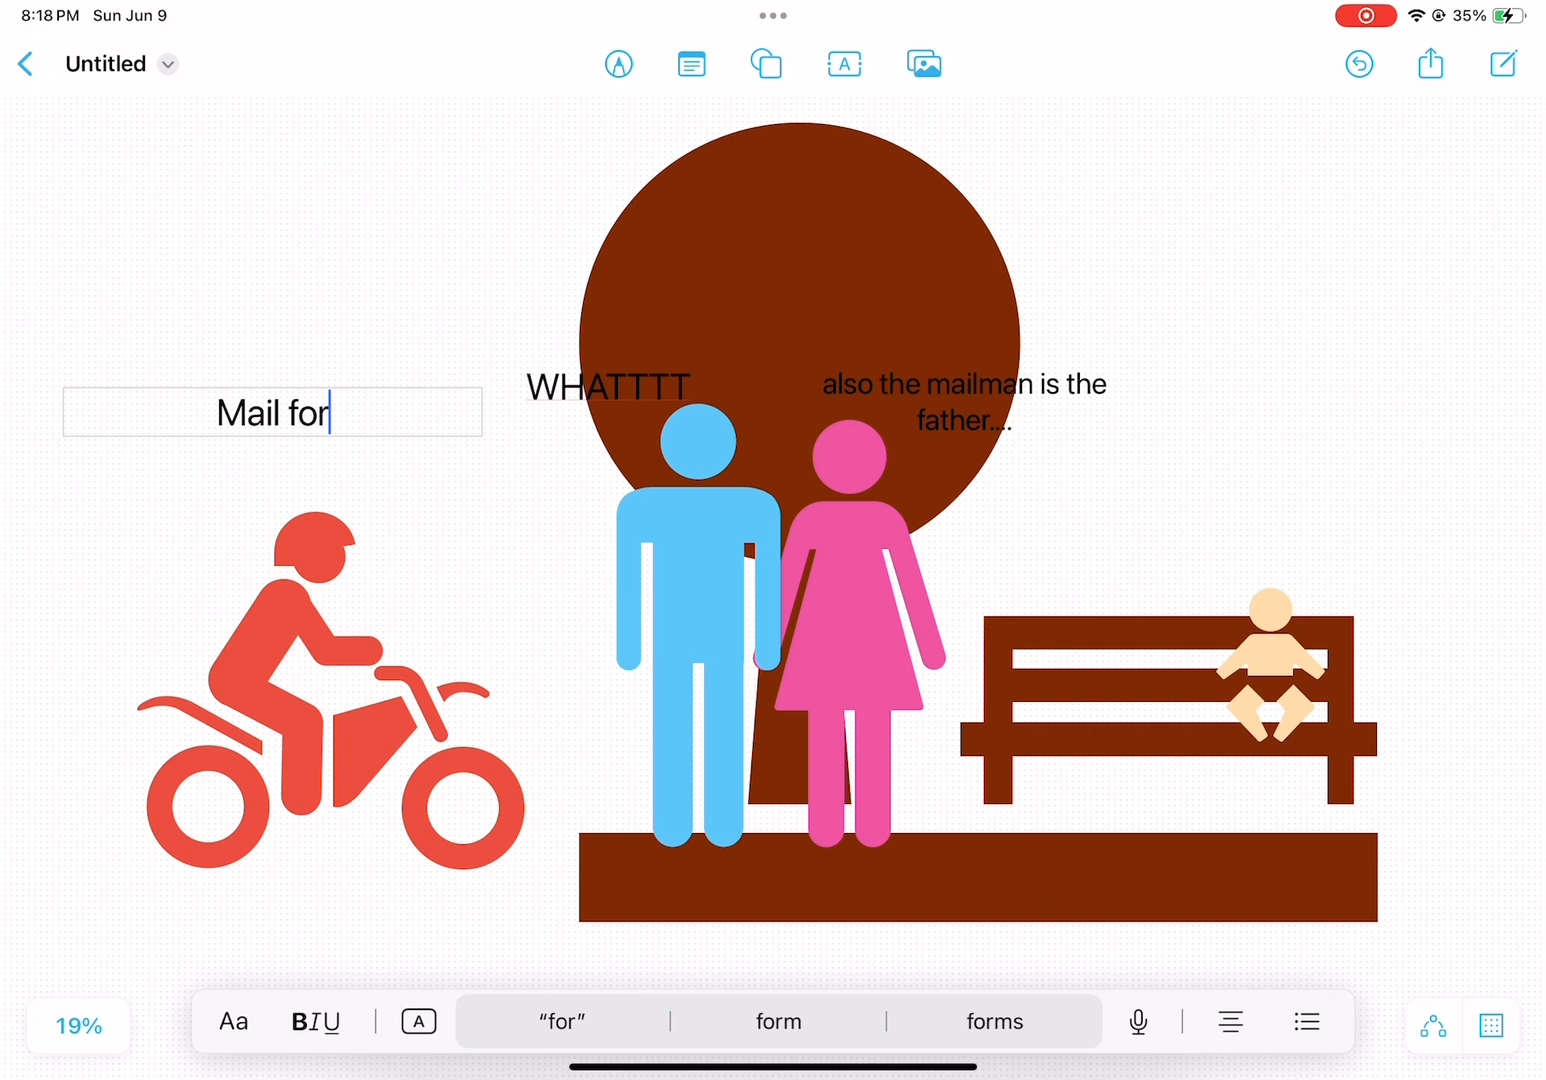 8:18 PM Sun Jun 9
35%
Untitled
A
WHATTTT
also the mailman is the
father....
Mail for
19%
Aa
BIU
A
“for”
form
forms